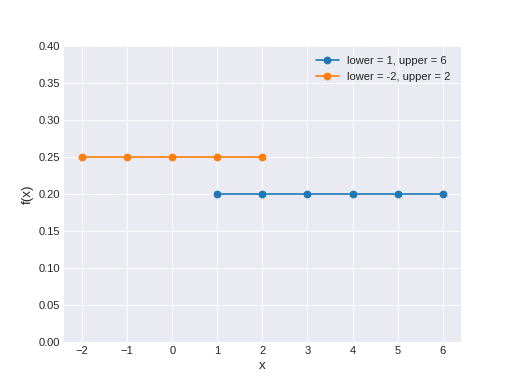 lower = 1, upper = 6
lower = -2, upper = 2
0.40
0.35
0.30
0.25
0.20
0.15
0.10
0.05
0.00
f(x)
−2 −1 0 1 2 3 4 5 6
x